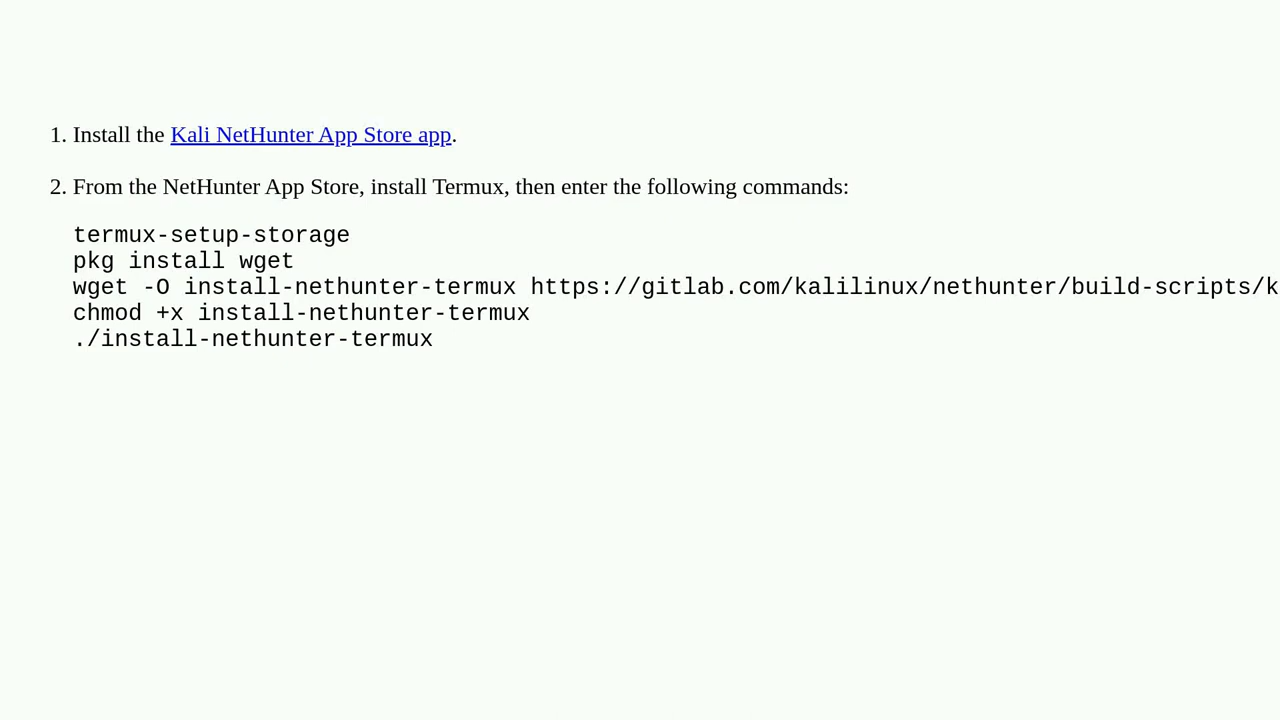 1. Install the Kali NetHunter App Store app.
2. From the NetHunter App Store, install Termux, then enter the following commands:
termux-setup-storage
pkg install wget
wget -O install-nethunter-termux https://gitlab.com/kalilinux/nethunter/build-scripts/k
chmod +x install-nethunter-termux
./install-nethunter-termux